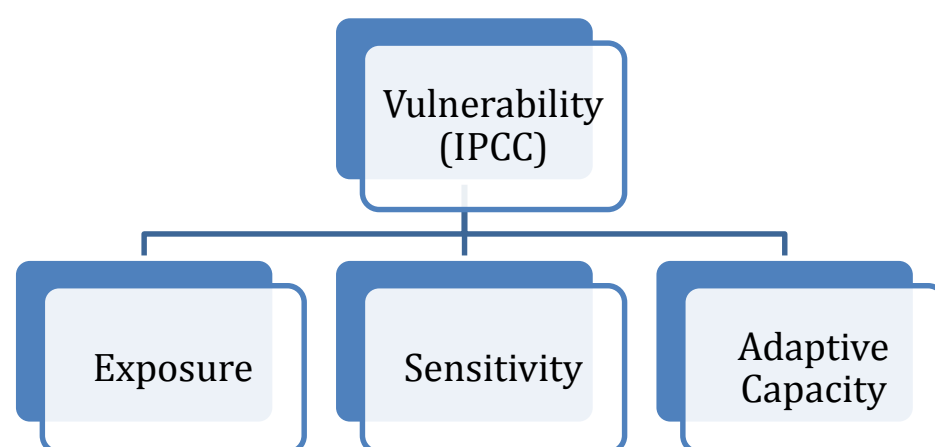 Vulnerability
(IPCC)
Exposure
Sensitivity
Adaptive
Capacity